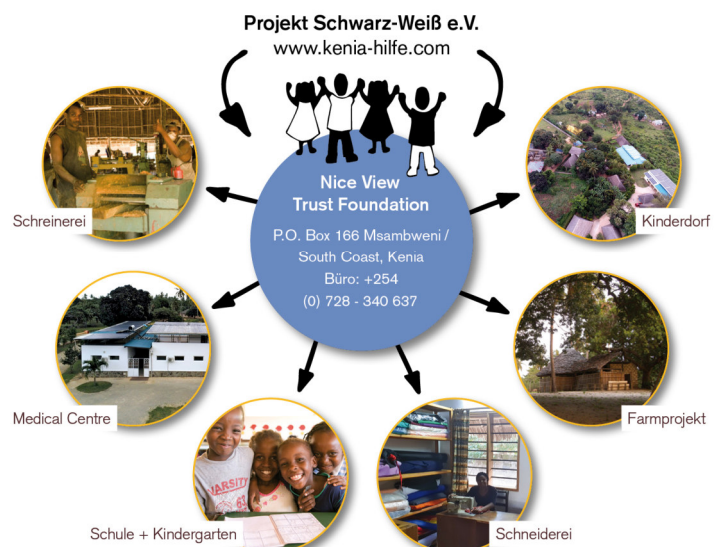 Projekt Schwarz-Weiß e.V.
www.kenia-hilfe.com
Nice View
Trust Foundation
P.O. Box 166 Msambweni /
South Coast, Kenia
Büro: +254
(0) 728 - 340 637
Schreinerei
Kinderdorf
Medical Centre
Farmprojekt
VARSITY
Schule + Kindergarten
Schneiderei